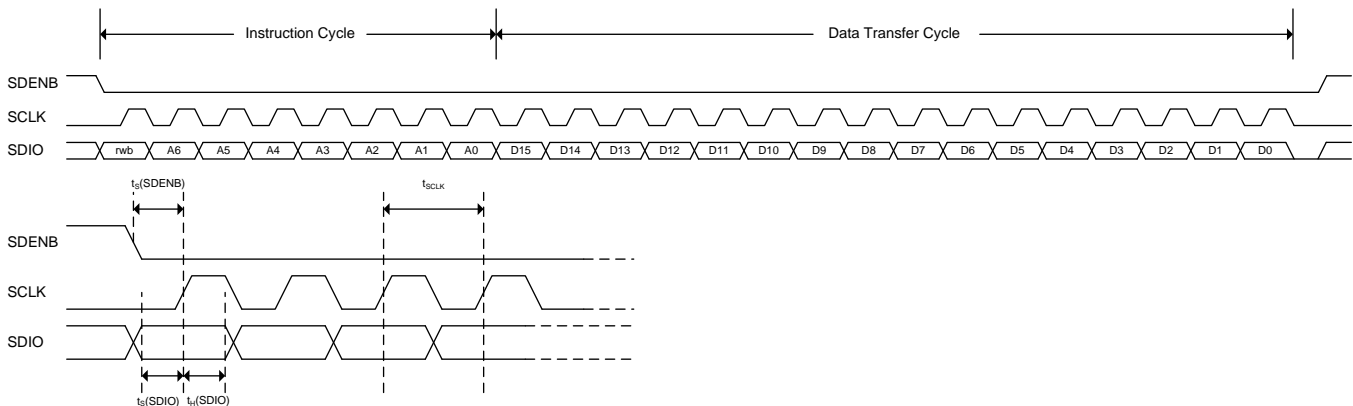 Instruction Cycle Data Transfer Cycle
SDENB
SCLK
SDIO rwb A6 A5 A4 A3 A2 A1 A0 D15 D14 D13 D12 D11 D10 D9 D8 D7 D6 D5 D4 D3 D2 D1 D0
tS(SDENB) tSCLK
SDENB
SCLK
SDIO
tS(SDIO) tH(SDIO)